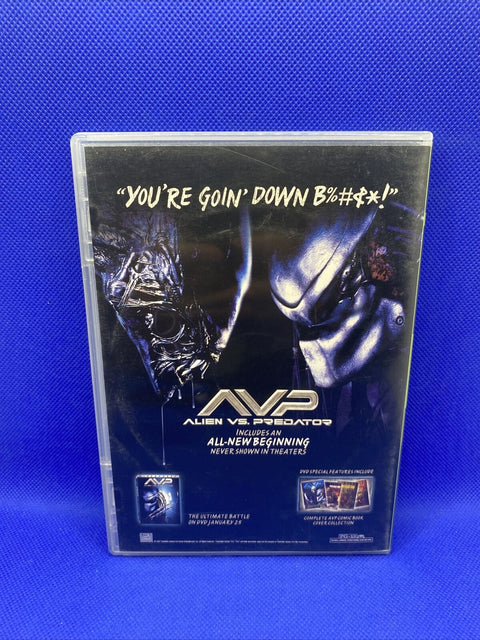 "YOU'RE GOIN' DOWN B%#¢*!"
AVP
ALIEN VS. PREDATOR
INCLUDES AN
ALL-NEW BEGINNING
NEVER SHOWN IN THEATERS
AVP
THE ULTIMATE BATTLE
ON DVD JANUARY 25
DVD SPECIAL FEATURES INCLUDE
COMPLETE AVP COMIC BOOK
COVER COLLECTION